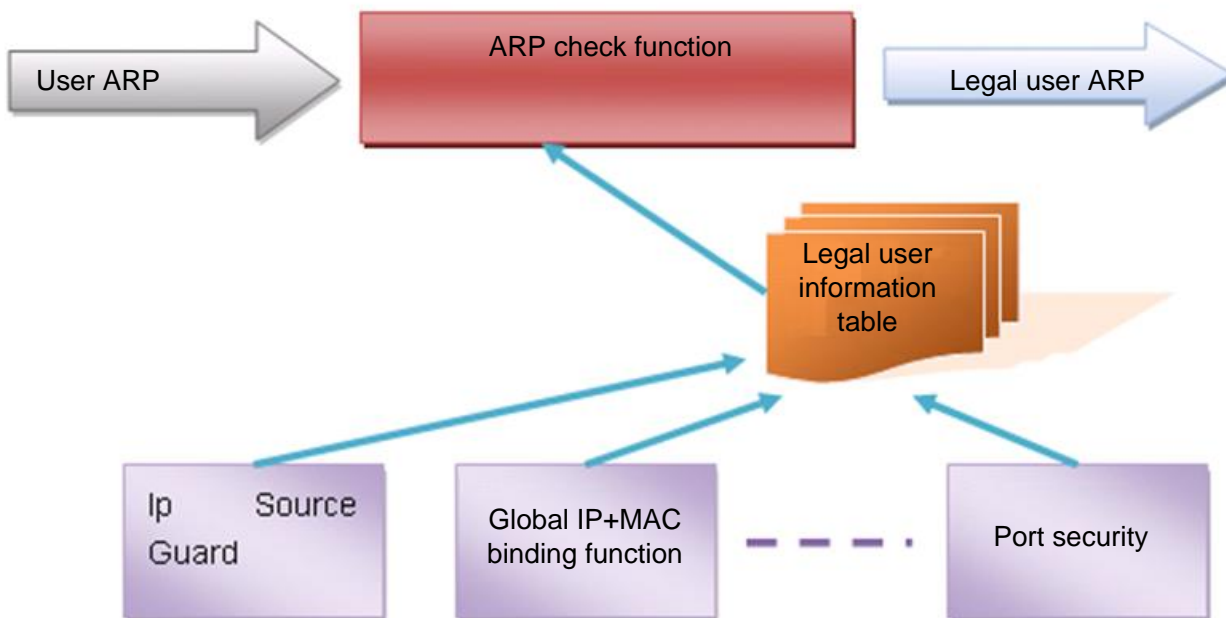 User ARP
ARP check function
Legal user ARP
Legal user
information
table
Ip Source
Guard
Global IP+MAC
binding function
Port security